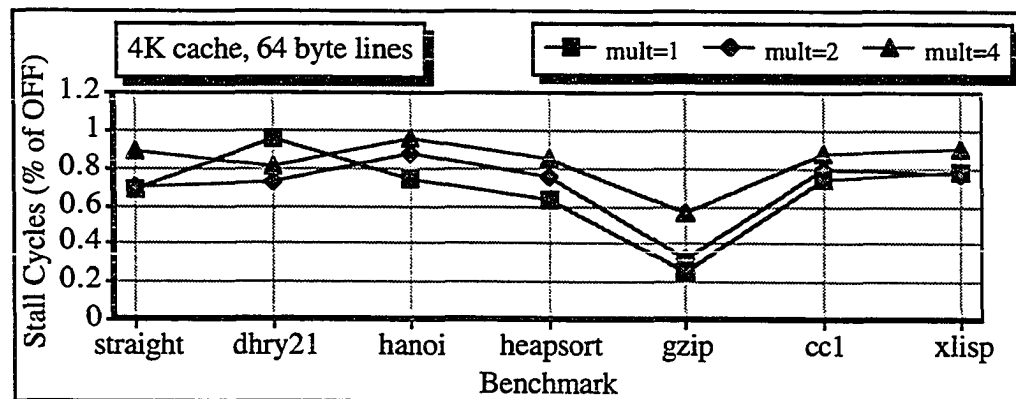 4K cache, 64 byte lines
mult=1 mult=2 mult=4
Stall Cycles (% of OFF)
1.2
1
0.8
0.6
0.4
0.2
0
straight dhry21 hanoi heapsort gzip cc1 xlisp
Benchmark